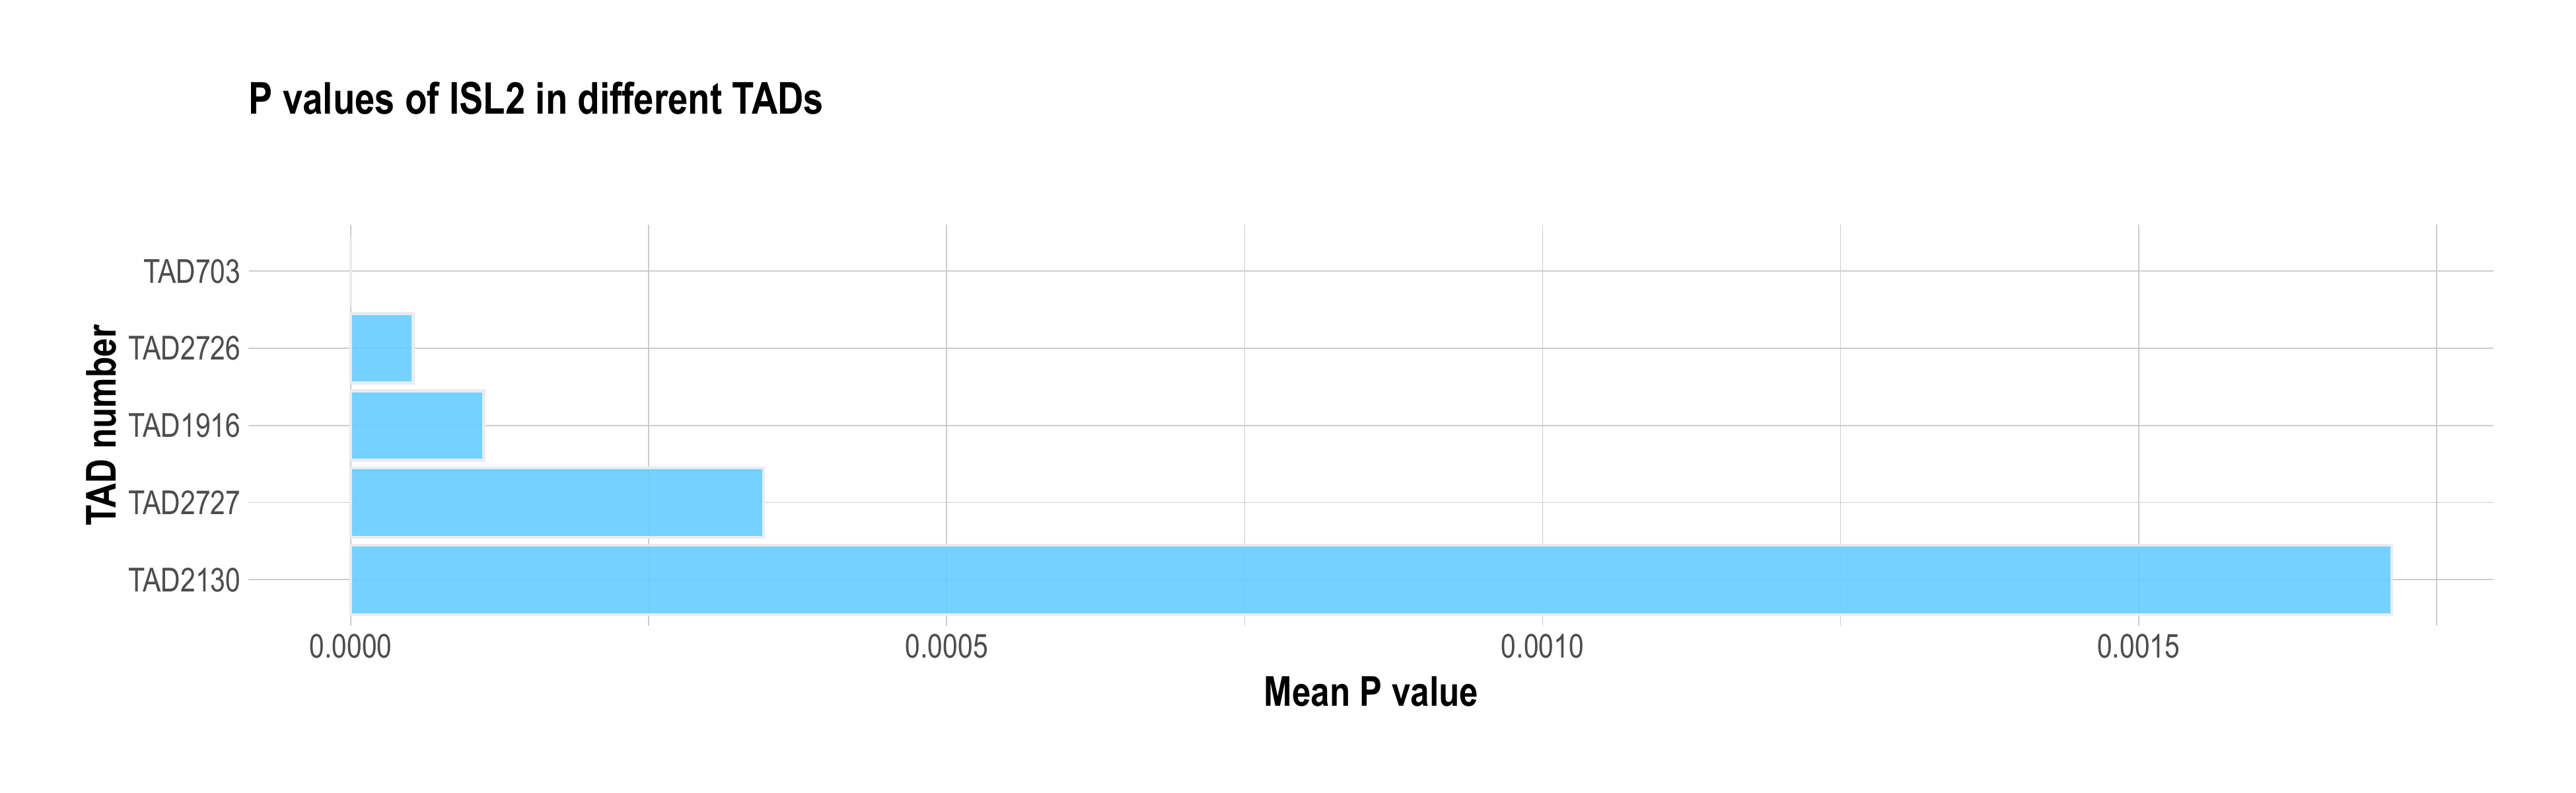 P values of ISL2 in different TADs
TAD number
TAD703
TAD2726
TAD1916
TAD2727
TAD2130
0.0000
0.0005
0.0010
0.0015
Mean P value